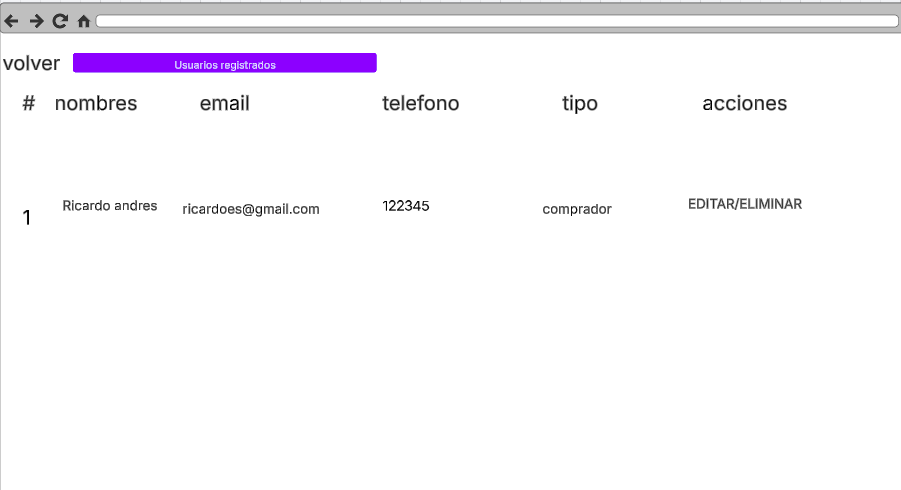 volver Usuarios registrados
# nombres email telefono tipo acciones
1 Ricardo andres ricardoes@gmail.com 122345 comprador EDITAR/ELIMINAR